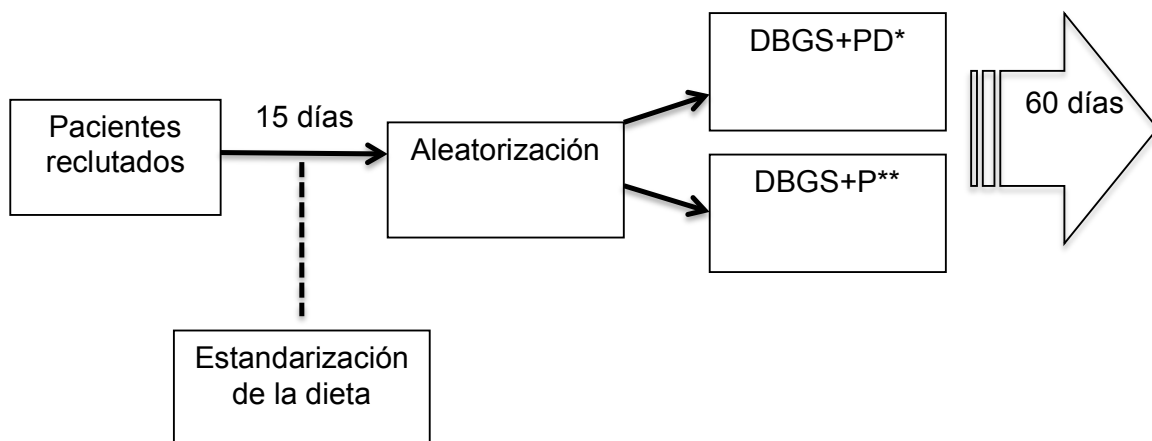 Pacientes
reclutados
15 días
Estandarización
de la dieta
Aleatorización
DBGS+PD*
DBGS+P**
60 días